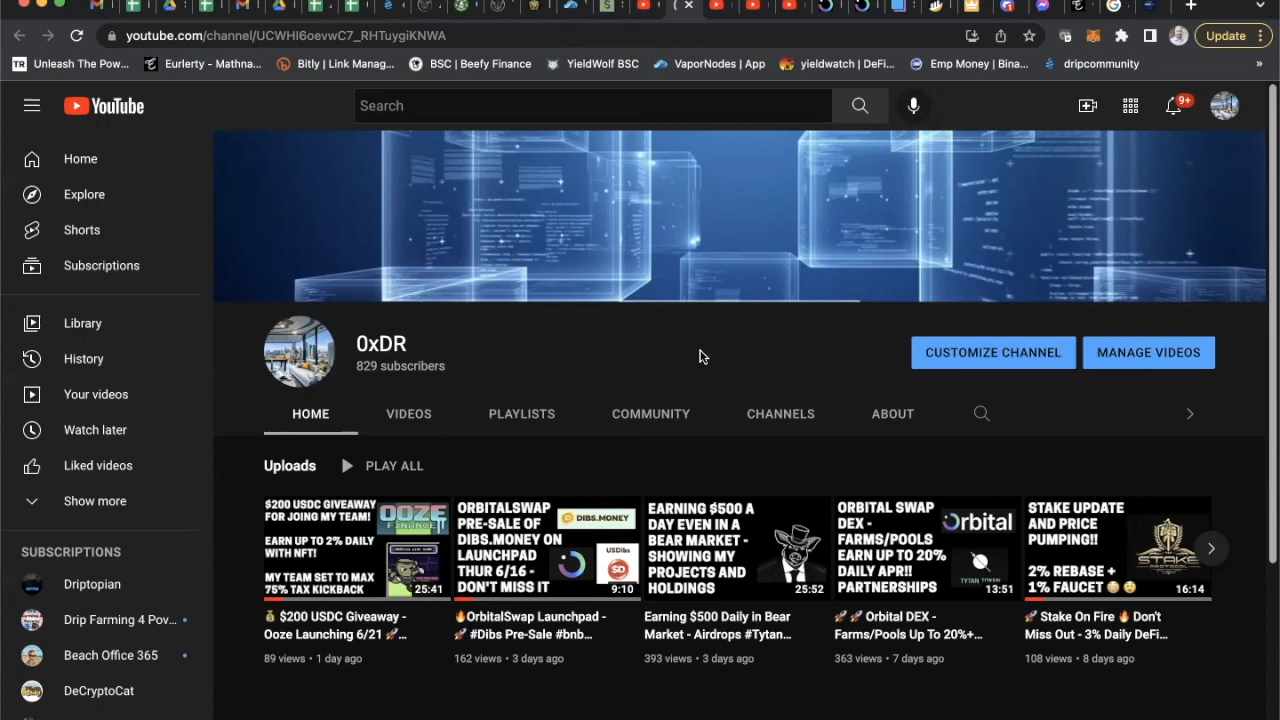 youtube.com/channel/UCWHI6oevwC7_RHTuygiKNWA
Update
Unleash The Pow...
Eurlerty - Mathna...
Bitly | Link Manag...
BSC | Beefy Finance
YieldWolf BSC
VaporNodes | App
yieldwatch | DeFi...
Emp Money | Bina...
dripcommunity
»
YouTube
Search
9+
Home
Explore
Shorts
Subscriptions
Library
History
Your videos
Watch later
Liked videos
Show more
SUBSCRIPTIONS
Driptopian
Drip Farming 4 Pov...
Beach Office 365
DeCryptoCat
0xDR
829 subscribers
CUSTOMIZE CHANNEL
MANAGE VIDEOS
HOME
VIDEOS
PLAYLISTS
COMMUNITY
CHANNELS
ABOUT
Uploads
PLAY ALL
$200 USDC GIVEAWAY
FOR JOING MY TEAM!
EARN UP TO 2% DAILY
WITH NFT!
MY TEAM SET TO MAX
75% TAX KICKBACK
OOZE
FINANCE
25:41
💰 $200 USDC Giveaway -
Ooze Launching 6/21 🚀...
89 views • 1 day ago
ORBITALSWAP
PRE-SALE OF
DIBS.MONEY ON
LAUNCHPAD
THUR 6/16 -
DON'T MISS IT
DIBS.MONEY
USDibs
9:10
🔥OrbitalSwap Launchpad -
🚀 #Dibs Pre-Sale #bnb...
162 views • 3 days ago
EARNING $500 A
DAY EVEN IN A
BEAR MARKET -
SHOWING MY
PROJECTS AND
HOLDINGS
25:52
Earning $500 Daily in Bear
Market - Airdrops #Tytan...
393 views • 3 days ago
ORBITAL SWAP
DEX -
FARMS/POOLS
EARN UP TO 20%
DAILY APR!!
PARTNERSHIPS
Orbital
TYTAN
13:51
🚀 🚀 Orbital DEX -
Farms/Pools Up To 20%+...
363 views • 7 days ago
STAKE UPDATE
AND PRICE
PUMPING!!
2% REBASE +
1% FAUCET
STAK
PROTOCOL
16:14
🚀 Stake On Fire 🔥 Don't
Miss Out - 3% Daily DeFi...
108 views • 8 days ago